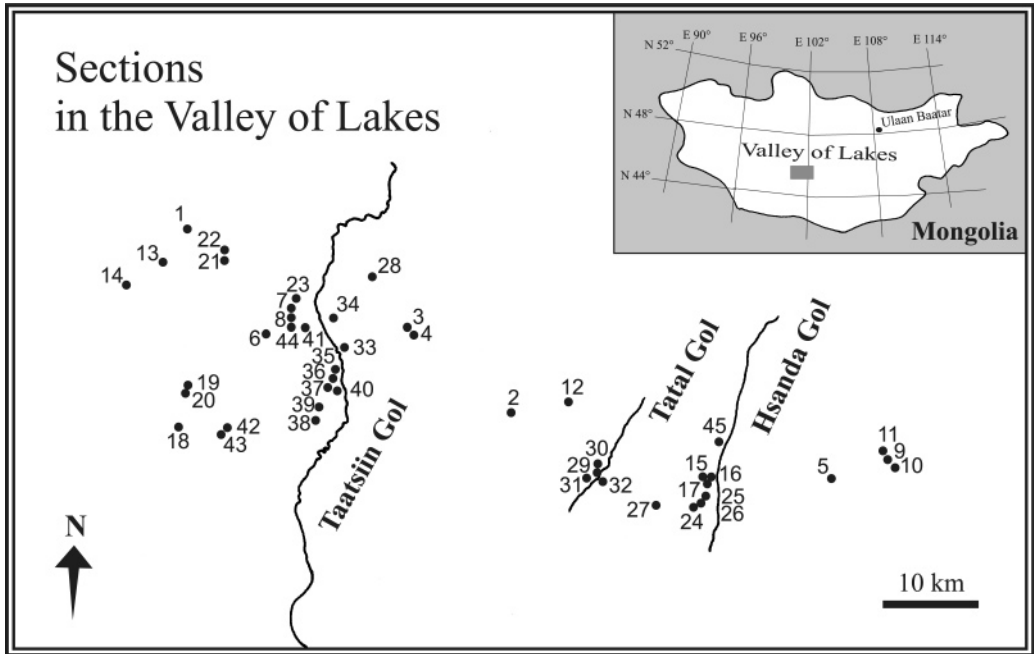 Sections
in the Valley of Lakes
E 90°
E 96°
E 102°
E 108°
E 114°
N 52°
N 48°
N 44°
Ulaan Baatar
Valley of Lakes
Mongolia
1
22
21
13
14
28
23
7
8
44
41
6
34
3
4
33
35
36
37
40
39
38
19
20
18
42
43
Taatsiin Gol
2
12
Tatal Gol
Hsanda Gol
30
29
31
32
45
15
16
17
25
26
24
27
5
11
9
10
N
10 km